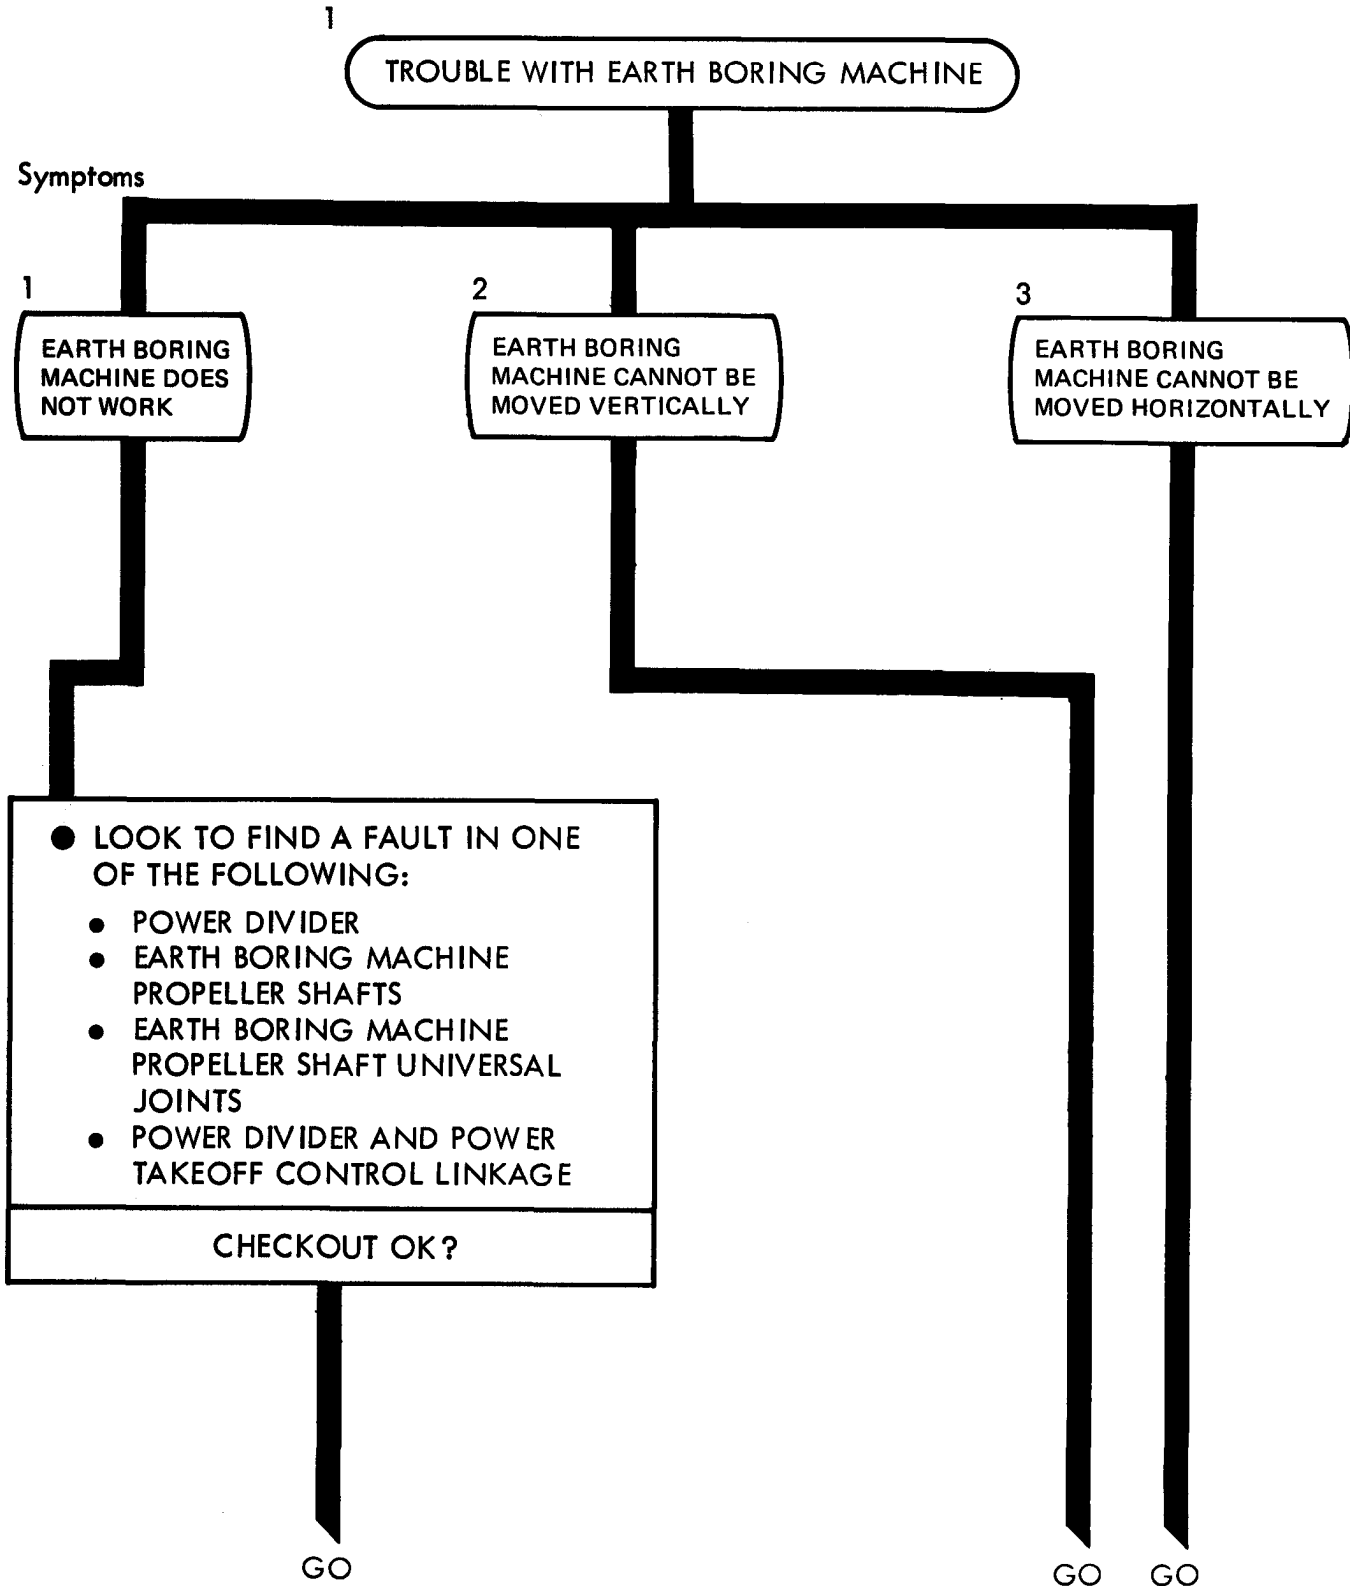 1
TROUBLE WITH EARTH BORING MACHINE
Symptoms
1
EARTH BORING
MACHINE DOES
NOT WORK
2
EARTH BORING
MACHINE CANNOT BE
MOVED VERTICALLY
3
EARTH BORING
MACHINE CANNOT BE
MOVED HORIZONTALLY
● LOOK TO FIND A FAULT IN ONE
OF THE FOLLOWING:
● POWER DIVIDER
● EARTH BORING MACHINE
PROPELLER SHAFTS
● EARTH BORING MACHINE
PROPELLER SHAFT UNIVERSAL
JOINTS
● POWER DIVIDER AND POWER
TAKEOFF CONTROL LINKAGE
CHECKOUT OK?
GO
GO
GO